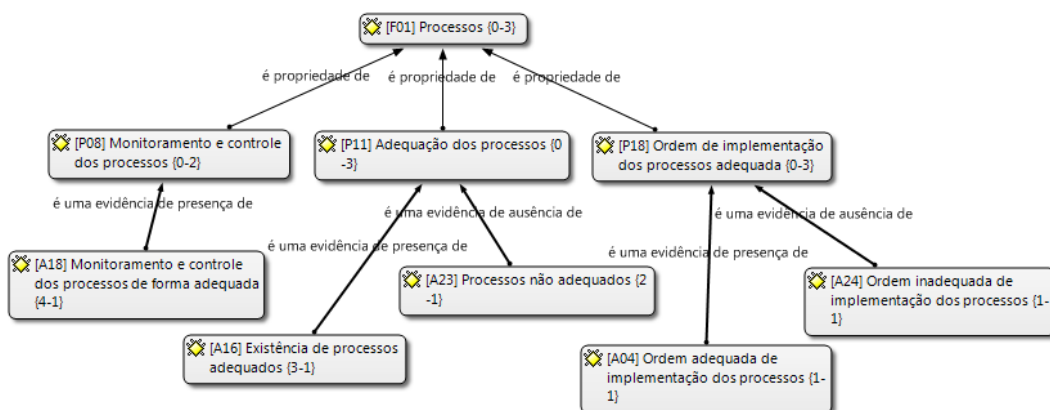 [F01] Processos {0-3}
é propriedade de
é propriedade de
é propriedade de
[P08] Monitoramento e controle
dos processos {0-2}
[P11] Adequação dos processos {0
-3}
[P18] Ordem de implementação
dos processos adequada {0-3}
é uma evidência de presença de
é uma evidência de ausência de
é uma evidência de ausência de
é uma evidência de presença de
é uma evidência de presença de
[A18] Monitoramento e controle
dos processos de forma adequada
{4-1}
[A23] Processos não adequados {2
-1}
[A24] Ordem inadequada de
implementação dos processos {1-
1}
[A16] Existência de processos
adequados {3-1}
[A04] Ordem adequada de
implementação dos processos {1-
1}